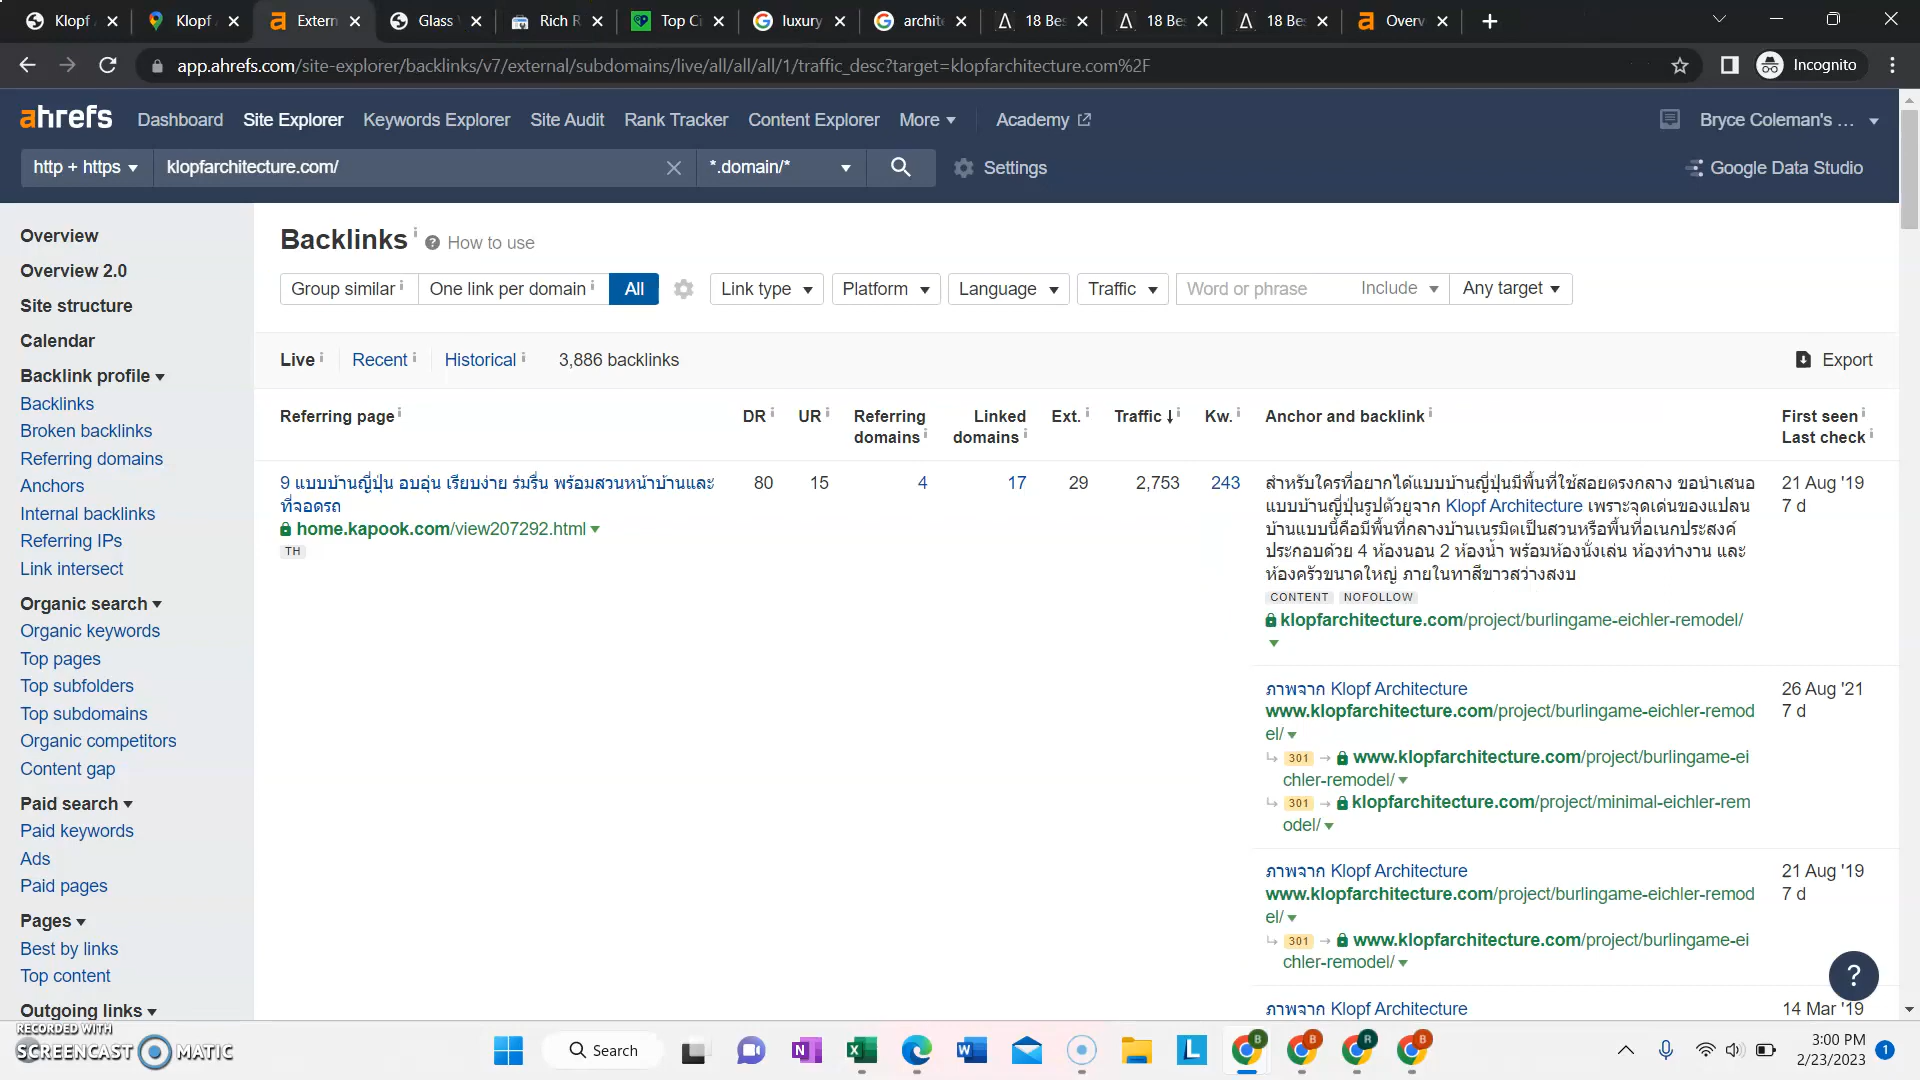 Klopf
Klopf
Extern
Glass
Rich R
Top Ci
luxury
archite
18 Bes
18 Bes
18 Bes
Overv
app.ahrefs.com/site-explorer/backlinks/v7/external/subdomains/live/all/all/all/1/traffic_desc?target=klopfarchitecture.com%2F
Incognito
ahrefs Dashboard Site Explorer Keywords Explorer Site Audit Rank Tracker Content Explorer More Academy
Bryce Coleman's ...
http + https klopfarchitecture.com/ *.domain/* Settings
Google Data Studio
Overview
Overview 2.0
Site structure
Calendar
Backlink profile
Backlinks
Broken backlinks
Referring domains
Anchors
Internal backlinks
Referring IPs
Link intersect
Organic search
Organic keywords
Top pages
Top subfolders
Top subdomains
Organic competitors
Content gap
Paid search
Paid keywords
Ads
Paid pages
Pages
Best by links
Top content
Outgoing links
Backlinks How to use
Group similar One link per domain All Link type Platform Language Traffic Word or phrase Include Any target
Live Recent Historical 3,886 backlinks
Export
Referring page DR UR Referring domains Linked domains Ext. Traffic Kw. Anchor and backlink First seen Last check
9 แบบบ้านญี่ปุ่น อบอุ่น เรียบง่าย ร่มรื่น พร้อมสวนหน้าบ้านและ
ที่จอดรถ
home.kapook.com/view207292.html
TH
80 15 4 17 29 2,753 243
สำหรับใครที่อยากได้แบบบ้านญี่ปุ่นมีพื้นที่ใช้สอยตรงกลาง ขอนำเสนอ
แบบบ้านญี่ปุ่นรูปตัวยูจาก Klopf Architecture เพราะจุดเด่นของแปลน
บ้านแบบนี้คือมีพื้นที่กลางบ้านเนรมิตเป็นสวนหรือพื้นที่อเนกประสงค์
ประกอบด้วย 4 ห้องนอน 2 ห้องน้ำ พร้อมห้องนั่งเล่น ห้องทำงาน และ
ห้องครัวขนาดใหญ่ ภายในทาสีขาวสว่างสงบ
CONTENT NOFOLLOW
klopfarchitecture.com/project/burlingame-eichler-remodel/
21 Aug '19
7 d
ภาพจาก Klopf Architecture
www.klopfarchitecture.com/project/burlingame-eichler-remod
el/
301 → www.klopfarchitecture.com/project/burlingame-ei
chler-remodel/
301 → klopfarchitecture.com/project/minimal-eichler-rem
odel/
26 Aug '21
7 d
ภาพจาก Klopf Architecture
www.klopfarchitecture.com/project/burlingame-eichler-remod
el/
301 → www.klopfarchitecture.com/project/burlingame-ei
chler-remodel/
21 Aug '19
7 d
ภาพจาก Klopf Architecture
14 Mar '19
?
RECORDED WITH
SCREENCAST MATIC
Search
3:00 PM
2/23/2023
1